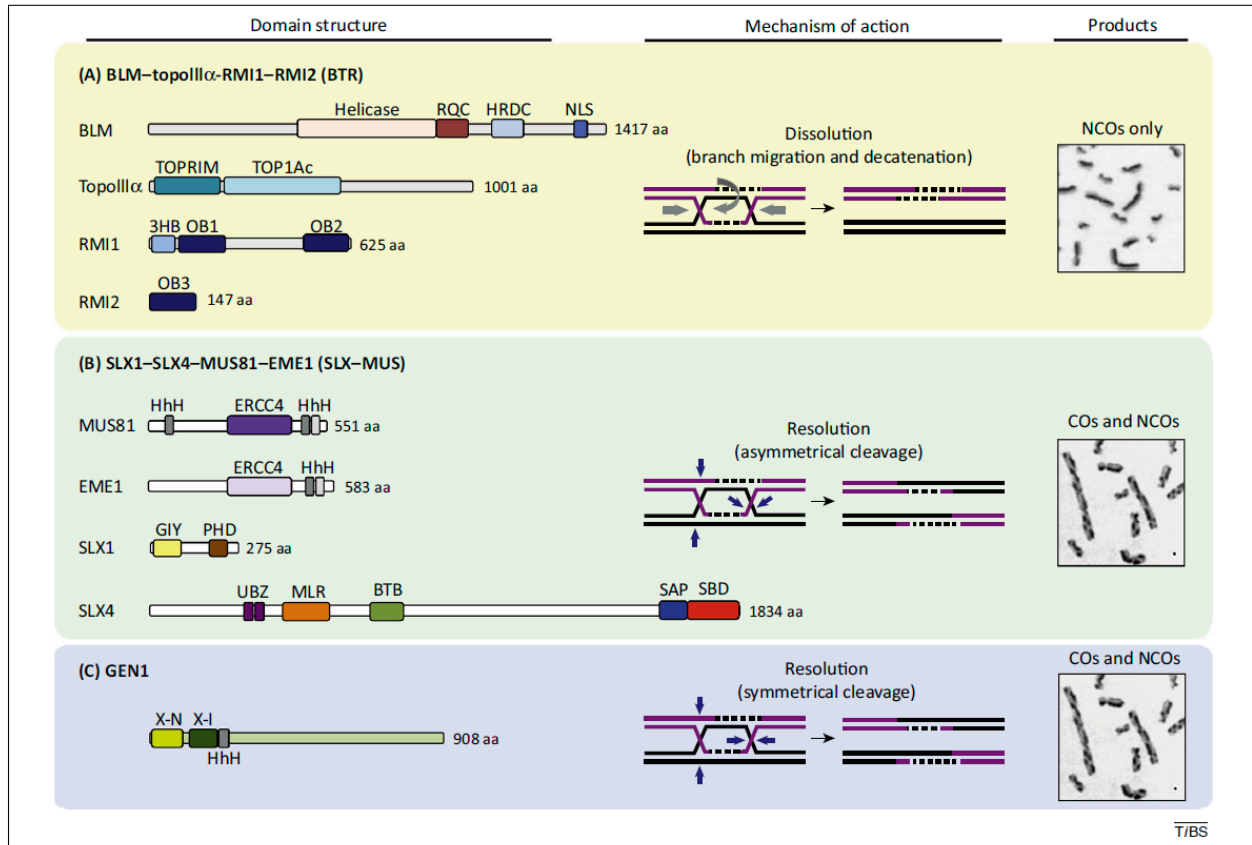 Domain structure
Mechanism of action
Products
(A) BLM–topoIIIα-RMI1–RMI2 (BTR)
Helicase
RQC
HRDC
NLS
BLM
1417 aa
TOPRIM
TOP1Ac
TopoIIIα
1001 aa
3HB
OB1
OB2
RMI1
625 aa
OB3
RMI2
147 aa
Dissolution
(branch migration and decatenation)
NCOs only
(B) SLX1–SLX4–MUS81–EME1 (SLX–MUS)
HhH
ERCC4
HhH
MUS81
551 aa
ERCC4
HhH
EME1
583 aa
GIY
PHD
SLX1
275 aa
UBZ
MLR
BTB
SAP
SBD
SLX4
1834 aa
Resolution
(asymmetrical cleavage)
COs and NCOs
(C) GEN1
X-N
X-I
HhH
908 aa
Resolution
(symmetrical cleavage)
COs and NCOs
T/BS